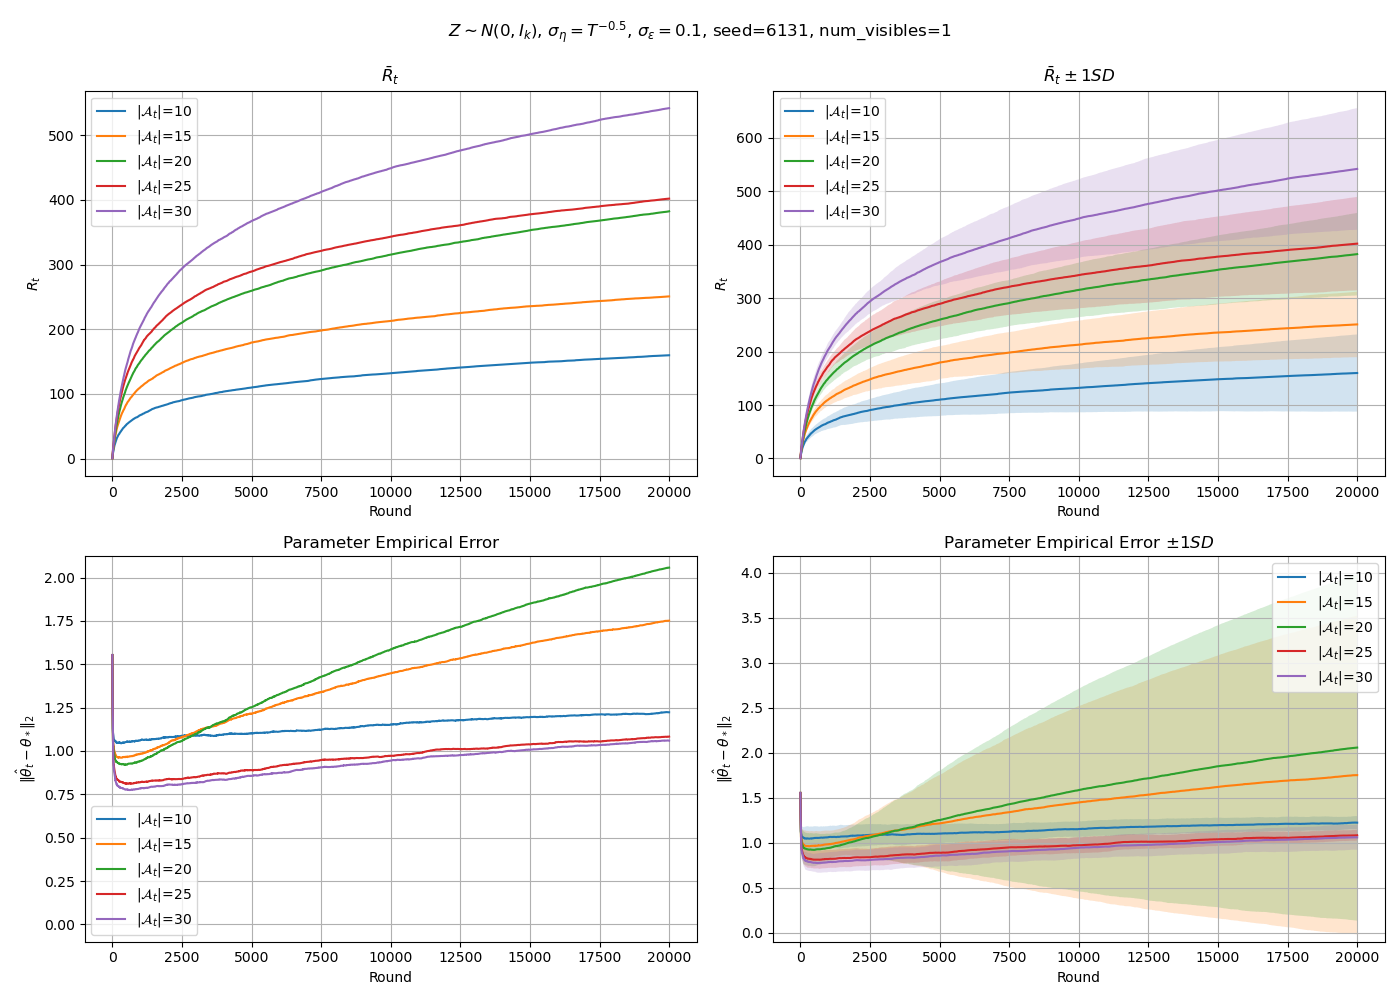 Z ∼ N(0, I_k), σ_η = T^{−0.5}, σ_ε = 0.1, seed=6131, num_visibles=1
R̄_t
R_t
500
400
300
200
100
0
|𝒜_t|=10
|𝒜_t|=15
|𝒜_t|=20
|𝒜_t|=25
|𝒜_t|=30
0 2500 5000 7500 10000 12500 15000 17500 20000
Round
R̄_t ± 1SD
R_t
600
500
400
300
200
100
0
|𝒜_t|=10
|𝒜_t|=15
|𝒜_t|=20
|𝒜_t|=25
|𝒜_t|=30
0 2500 5000 7500 10000 12500 15000 17500 20000
Round
Parameter Empirical Error
‖θ̂_t − θ_*‖_2
2.00
1.75
1.50
1.25
1.00
0.75
0.50
0.25
0.00
|𝒜_t|=10
|𝒜_t|=15
|𝒜_t|=20
|𝒜_t|=25
|𝒜_t|=30
0 2500 5000 7500 10000 12500 15000 17500 20000
Round
Parameter Empirical Error ±1SD
‖θ̂_t − θ_*‖_2
4.0
3.5
3.0
2.5
2.0
1.5
1.0
0.5
0.0
|𝒜_t|=10
|𝒜_t|=15
|𝒜_t|=20
|𝒜_t|=25
|𝒜_t|=30
0 2500 5000 7500 10000 12500 15000 17500 20000
Round